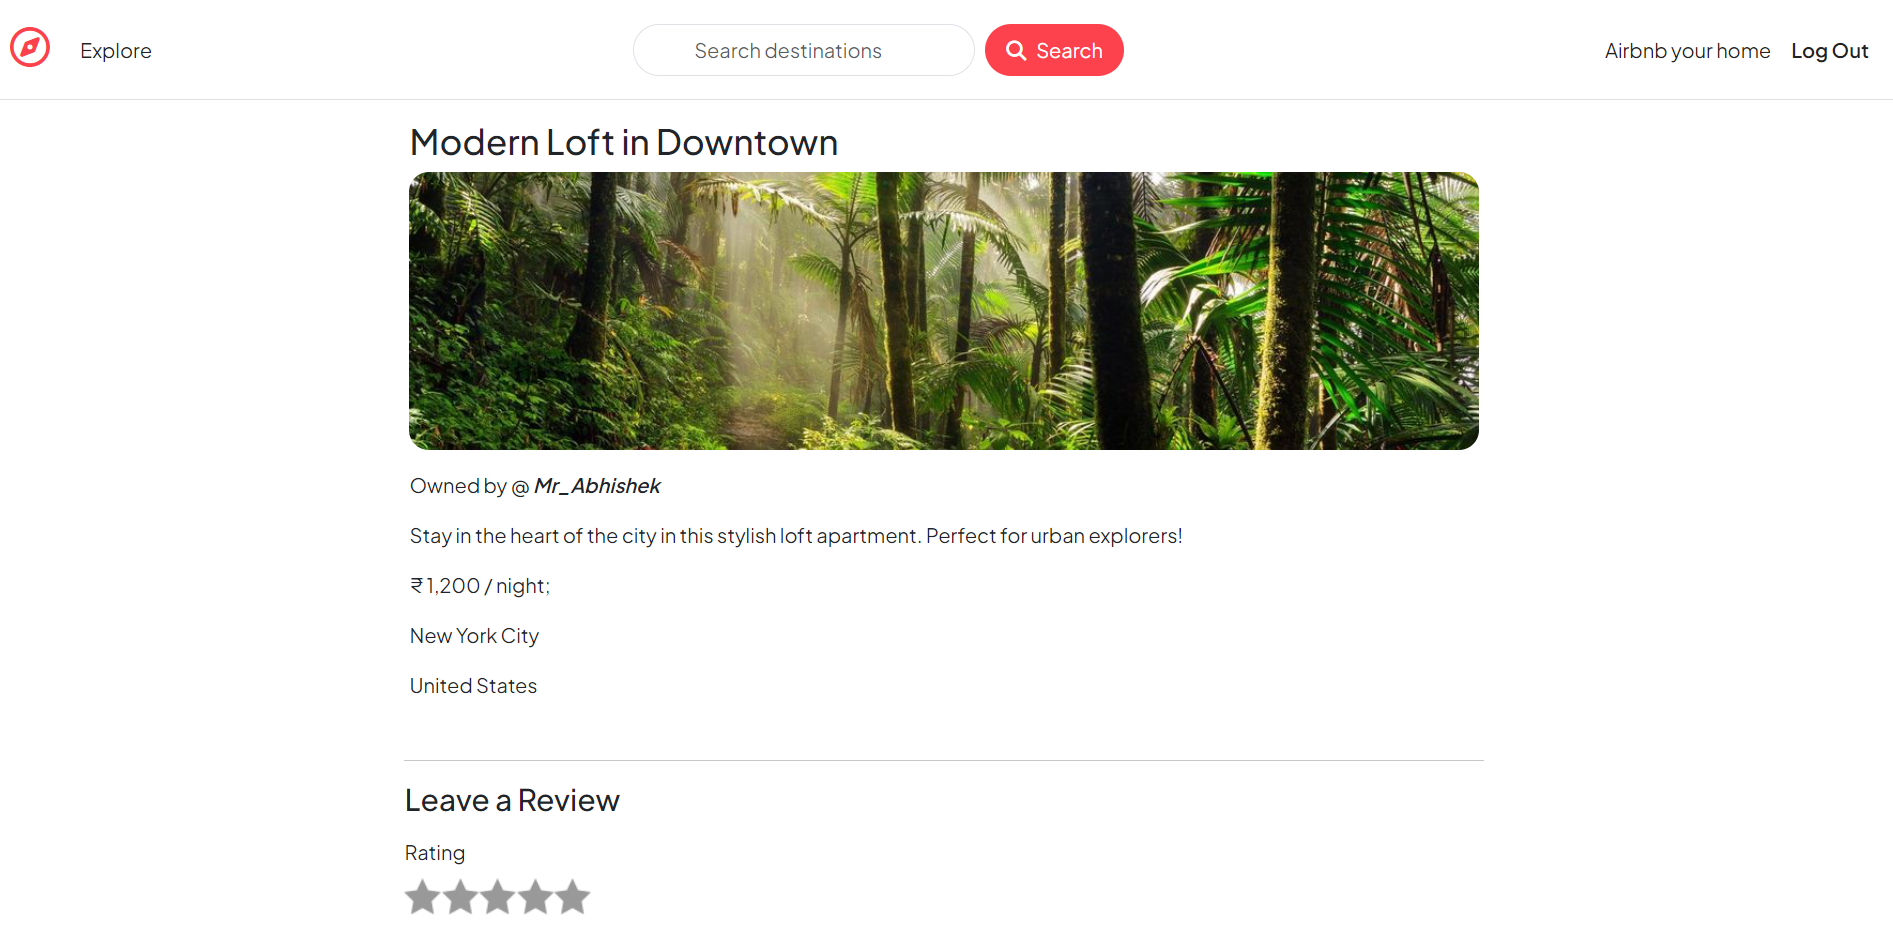 Explore
Search destinations
Search
Airbnb your home
Log Out
Modern Loft in Downtown
Owned by @ Mr_Abhishek
Stay in the heart of the city in this stylish loft apartment. Perfect for urban explorers!
₹ 1,200 / night;
New York City
United States
Leave a Review
Rating